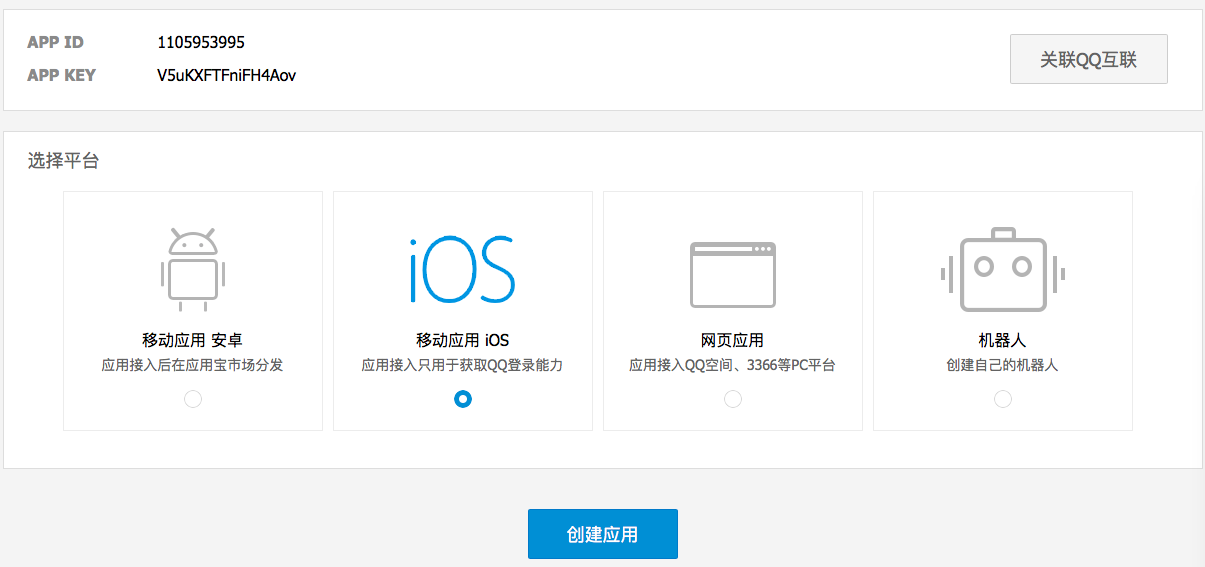 APP ID 1105953995
关联QQ互联
APP KEY V5uKXFTFniFH4Aov
选择平台
iOS
移动应用 安卓
应用接入后在应用宝市场分发
移动应用 iOS
应用接入只用于获取QQ登录能力
网页应用
应用接入QQ空间、3366等PC平台
机器人
创建自己的机器人
创建应用